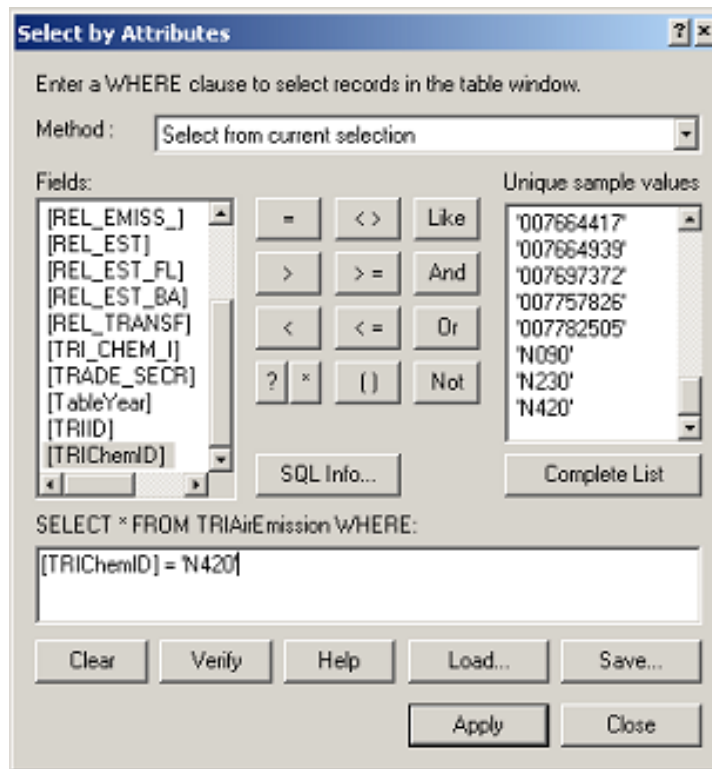 Select by Attributes
? ×
Enter a WHERE clause to select records in the table window.
Method : Select from current selection
Fields:
[REL_EMISS_]
[REL_EST]
[REL_EST_FL]
[REL_EST_BA]
[REL_TRANSF]
[TRI_CHEM_I]
[TRADE_SECR]
[TableYear]
[TRIID]
[TRIChemID]
= < > Like
> > = And
< < = Or
? * ( ) Not
SQL Info...
Unique sample values
'007664417'
'007664939'
'007697372'
'007757826'
'007782505'
'N090'
'N230'
'N420'
Complete List
SELECT * FROM TRIAirEmission WHERE:
[TRIChemID] = 'N420'
Clear Verify Help Load... Save...
Apply Close